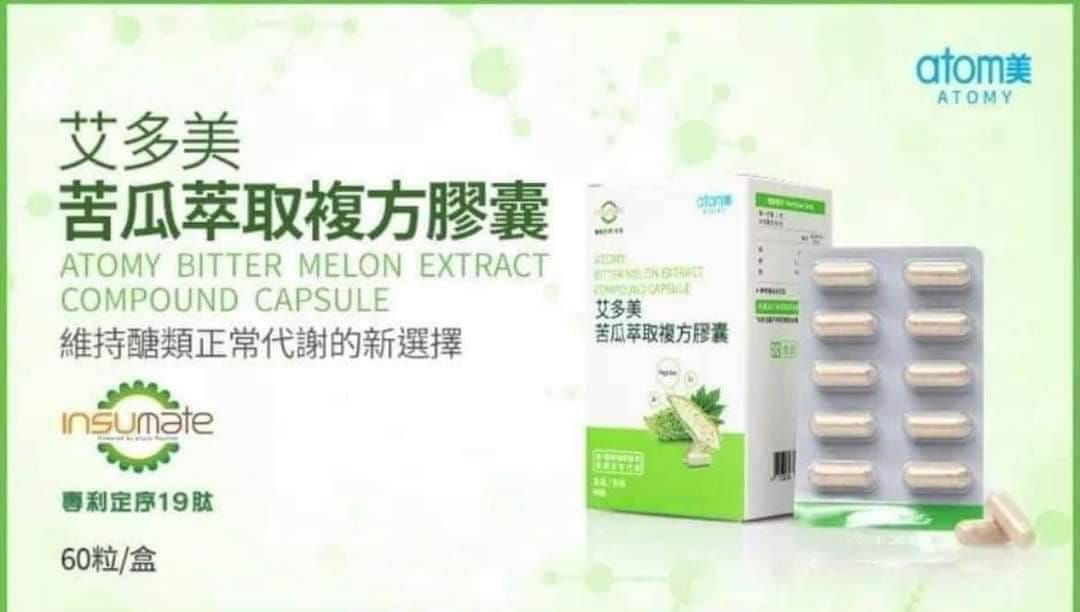 atom美
ATOMY
艾多美
苦瓜萃取複方膠囊
ATOMY BITTER MELON EXTRACT
COMPOUND CAPSULE
維持醣類正常代謝的新選擇
insumate
專利定序19肽
60粒/盒
atom美
ATOMY
ATOMY
BITTER MELON EXTRACT
COMPOUND CAPSULE
艾多美
苦瓜萃取複方膠囊